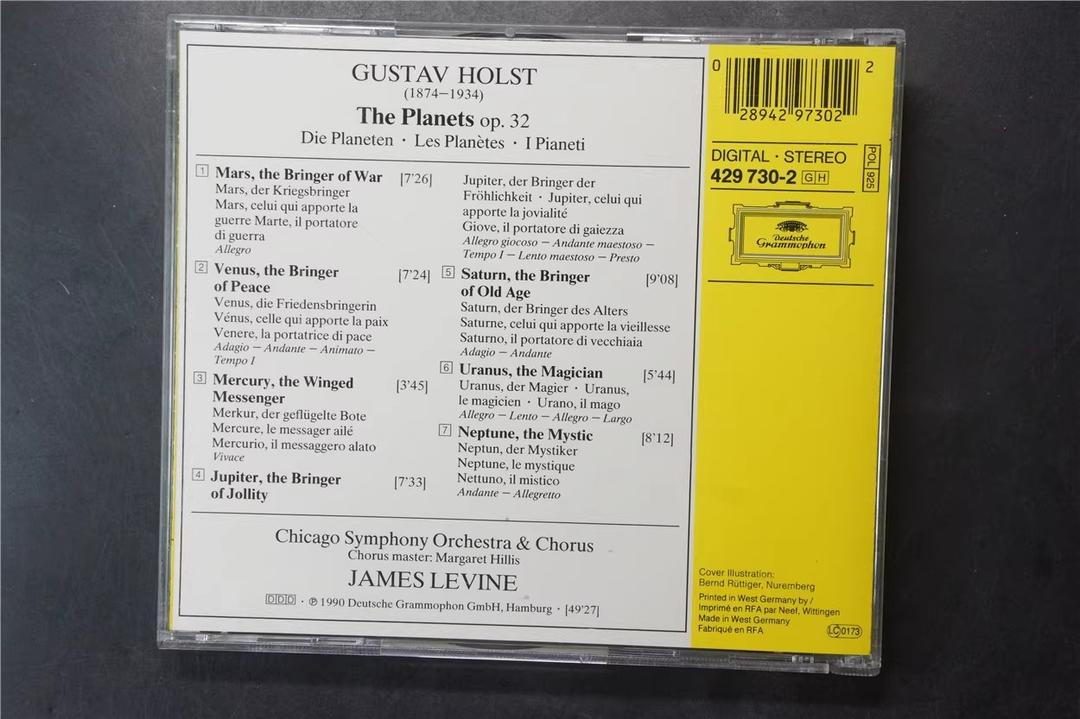 GUSTAV HOLST
(1874–1934)
The Planets op. 32
Die Planeten · Les Planètes · I Pianeti
1 Mars, the Bringer of War [7'26]
Mars, der Kriegsbringer
Mars, celui qui apporte la
guerre Marte, il portatore
di guerra
Allegro
2 Venus, the Bringer [7'24]
of Peace
Venus, die Friedensbringerin
Vénus, celle qui apporte la paix
Venere, la portatrice di pace
Adagio – Andante – Animato –
Tempo I
3 Mercury, the Winged [3'45]
Messenger
Merkur, der geflügelte Bote
Mercure, le messager ailé
Mercurio, il messaggero alato
Vivace
4 Jupiter, the Bringer [7'33]
of Jollity
Jupiter, der Bringer der
Fröhlichkeit · Jupiter, celui qui
apporte la jovialité
Giove, il portatore di gaiezza
Allegro giocoso – Andante maestoso –
Tempo I – Lento maestoso – Presto
5 Saturn, the Bringer [9'08]
of Old Age
Saturn, der Bringer des Alters
Saturne, celui qui apporte la vieillesse
Saturno, il portatore di vecchiaia
Adagio – Andante
6 Uranus, the Magician [5'44]
Uranus, der Magier · Uranus,
le magicien · Urano, il mago
Allegro – Lento – Allegro – Largo
7 Neptune, the Mystic [8'12]
Neptun, der Mystiker
Neptune, le mystique
Nettuno, il mistico
Andante – Allegretto
Chicago Symphony Orchestra & Chorus
Chorus master: Margaret Hillis
JAMES LEVINE
DDD · ℗ 1990 Deutsche Grammophon GmbH, Hamburg · [49'27]
0 28942 97302 2
DIGITAL · STEREO
429 730-2 GH
POL 925
Deutsche
Grammophon
Cover Illustration:
Bernd Rüttiger, Nuremberg
Printed in West Germany by /
Imprimé en RFA par Neef, Wittingen
Made in West Germany
Fabriqué en RFA
LC 0173